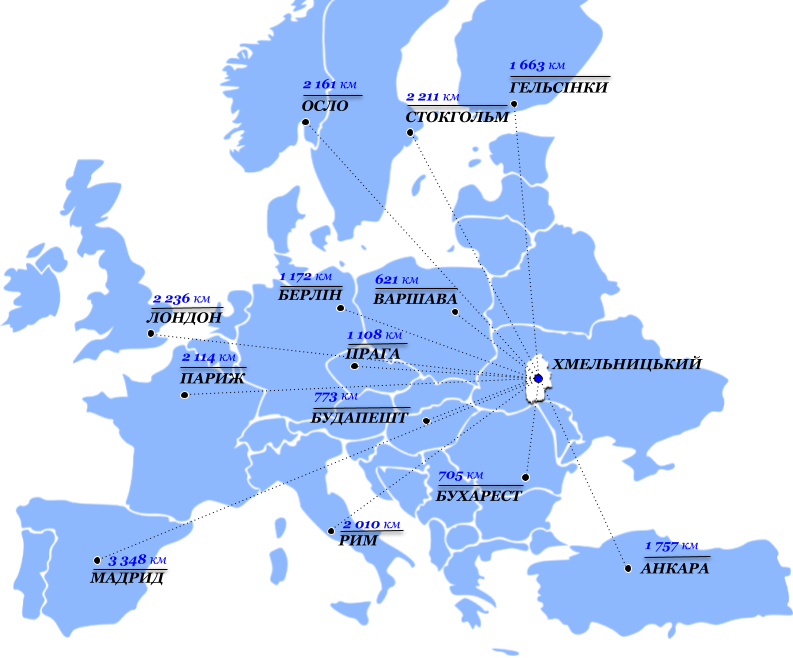 1 663 км
ГЕЛЬСІНКИ
2 161 км
ОСЛО
2 211 км
СТОКГОЛЬМ
1 172 км
БЕРЛІН
621 км
ВАРШАВА
2 236 км
ЛОНДОН
1 108 км
ПРАГА
2 114 км
ПАРИЖ
ХМЕЛЬНИЦЬКИЙ
773 км
БУДАПЕШТ
705 км
БУХАРЕСТ
2 010 км
РИМ
1 757 км
АНКАРА
3 348 км
МАДРИД